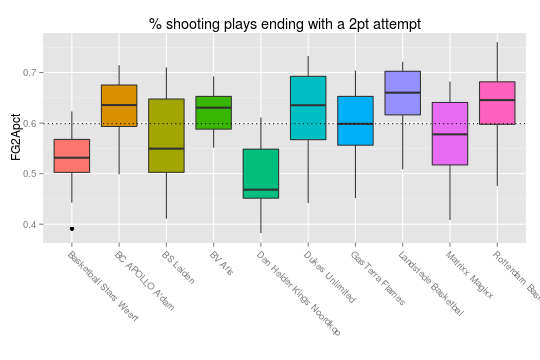 % shooting plays ending with a 2pt attempt
FG2Apct
0.7
0.6
0.5
0.4
Basketball Stars Weert
BC APOLLO A'dam
BS Leiden
BV Aris
Den Helder Kings Noordkop
Dukes Unlimited
GasTerra Flames
Landstede Basketbal
Matrixx Magixx
Rotterdam Bas